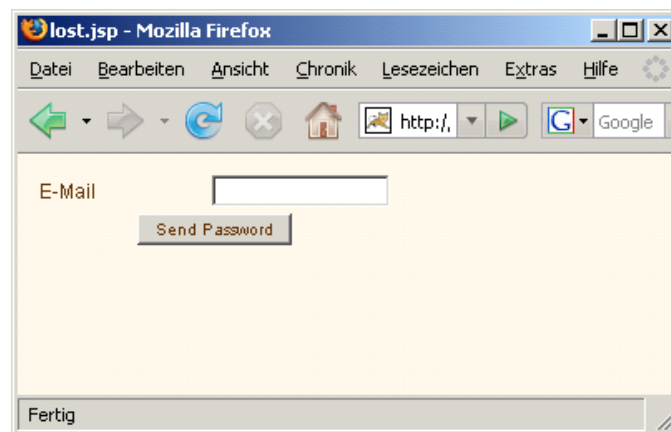 lost.jsp - Mozilla Firefox
Datei Bearbeiten Ansicht Chronik Lesezeichen Extras Hilfe
http:/, G Google
E-Mail
Send Password
Fertig